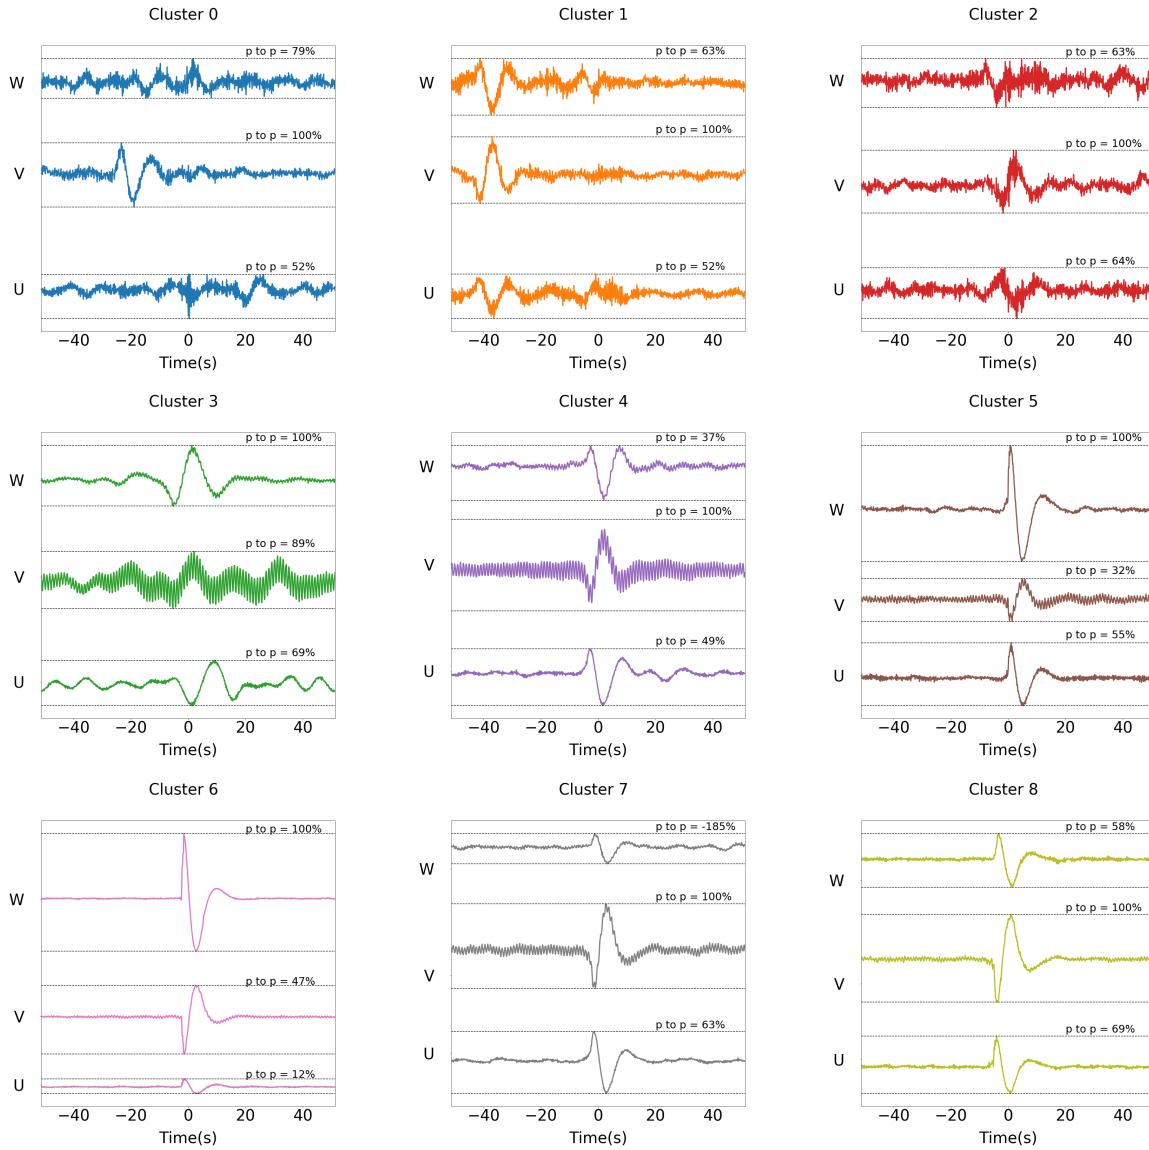 Cluster 0
p to p = 79%
W
p to p = 100%
V
p to p = 52%
U
−40 −20 0 20 40
Time(s)
Cluster 1
p to p = 63%
W
p to p = 100%
V
p to p = 52%
U
−40 −20 0 20 40
Time(s)
Cluster 2
p to p = 63%
W
p to p = 100%
V
p to p = 64%
U
−40 −20 0 20 40
Time(s)
Cluster 3
p to p = 100%
W
p to p = 89%
V
p to p = 69%
U
−40 −20 0 20 40
Time(s)
Cluster 4
p to p = 37%
W
p to p = 100%
V
p to p = 49%
U
−40 −20 0 20 40
Time(s)
Cluster 5
p to p = 100%
W
p to p = 32%
V
p to p = 55%
U
−40 −20 0 20 40
Time(s)
Cluster 6
p to p = 100%
W
p to p = 47%
V
p to p = 12%
U
−40 −20 0 20 40
Time(s)
Cluster 7
p to p = -185%
W
p to p = 100%
V
p to p = 63%
U
−40 −20 0 20 40
Time(s)
Cluster 8
p to p = 58%
W
p to p = 100%
V
p to p = 69%
U
−40 −20 0 20 40
Time(s)